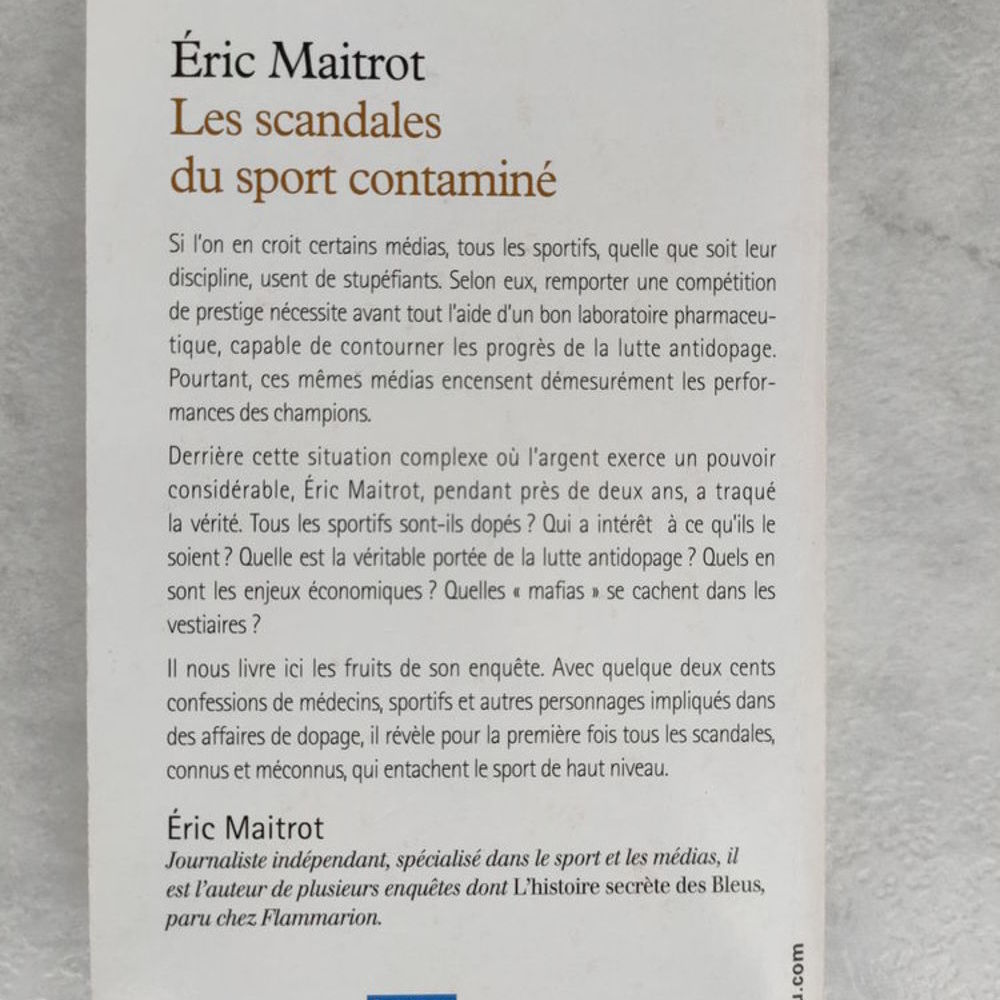 Éric Maitrot
Les scandales
du sport contaminé
Si l'on en croit certains médias, tous les sportifs, quelle que soit leur
discipline, usent de stupéfiants. Selon eux, remporter une compétition
de prestige nécessite avant tout l'aide d'un bon laboratoire pharmaceu-
tique, capable de contourner les progrès de la lutte antidopage.
Pourtant, ces mêmes médias encensent démesurément les perfor-
mances des champions.
Derrière cette situation complexe où l'argent exerce un pouvoir
considérable, Éric Maitrot, pendant près de deux ans, a traqué
la vérité. Tous les sportifs sont-ils dopés ? Qui a intérêt à ce qu'ils le
soient ? Quelle est la véritable portée de la lutte antidopage ? Quels en
sont les enjeux économiques ? Quelles « mafias » se cachent dans les
vestiaires ?
Il nous livre ici les fruits de son enquête. Avec quelque deux cents
confessions de médecins, sportifs et autres personnages impliqués dans
des affaires de dopage, il révèle pour la première fois tous les scandales,
connus et méconnus, qui entachent le sport de haut niveau.
Éric Maitrot
Journaliste indépendant, spécialisé dans le sport et les médias, il
est l'auteur de plusieurs enquêtes dont L'histoire secrète des Bleus,
paru chez Flammarion.
.com